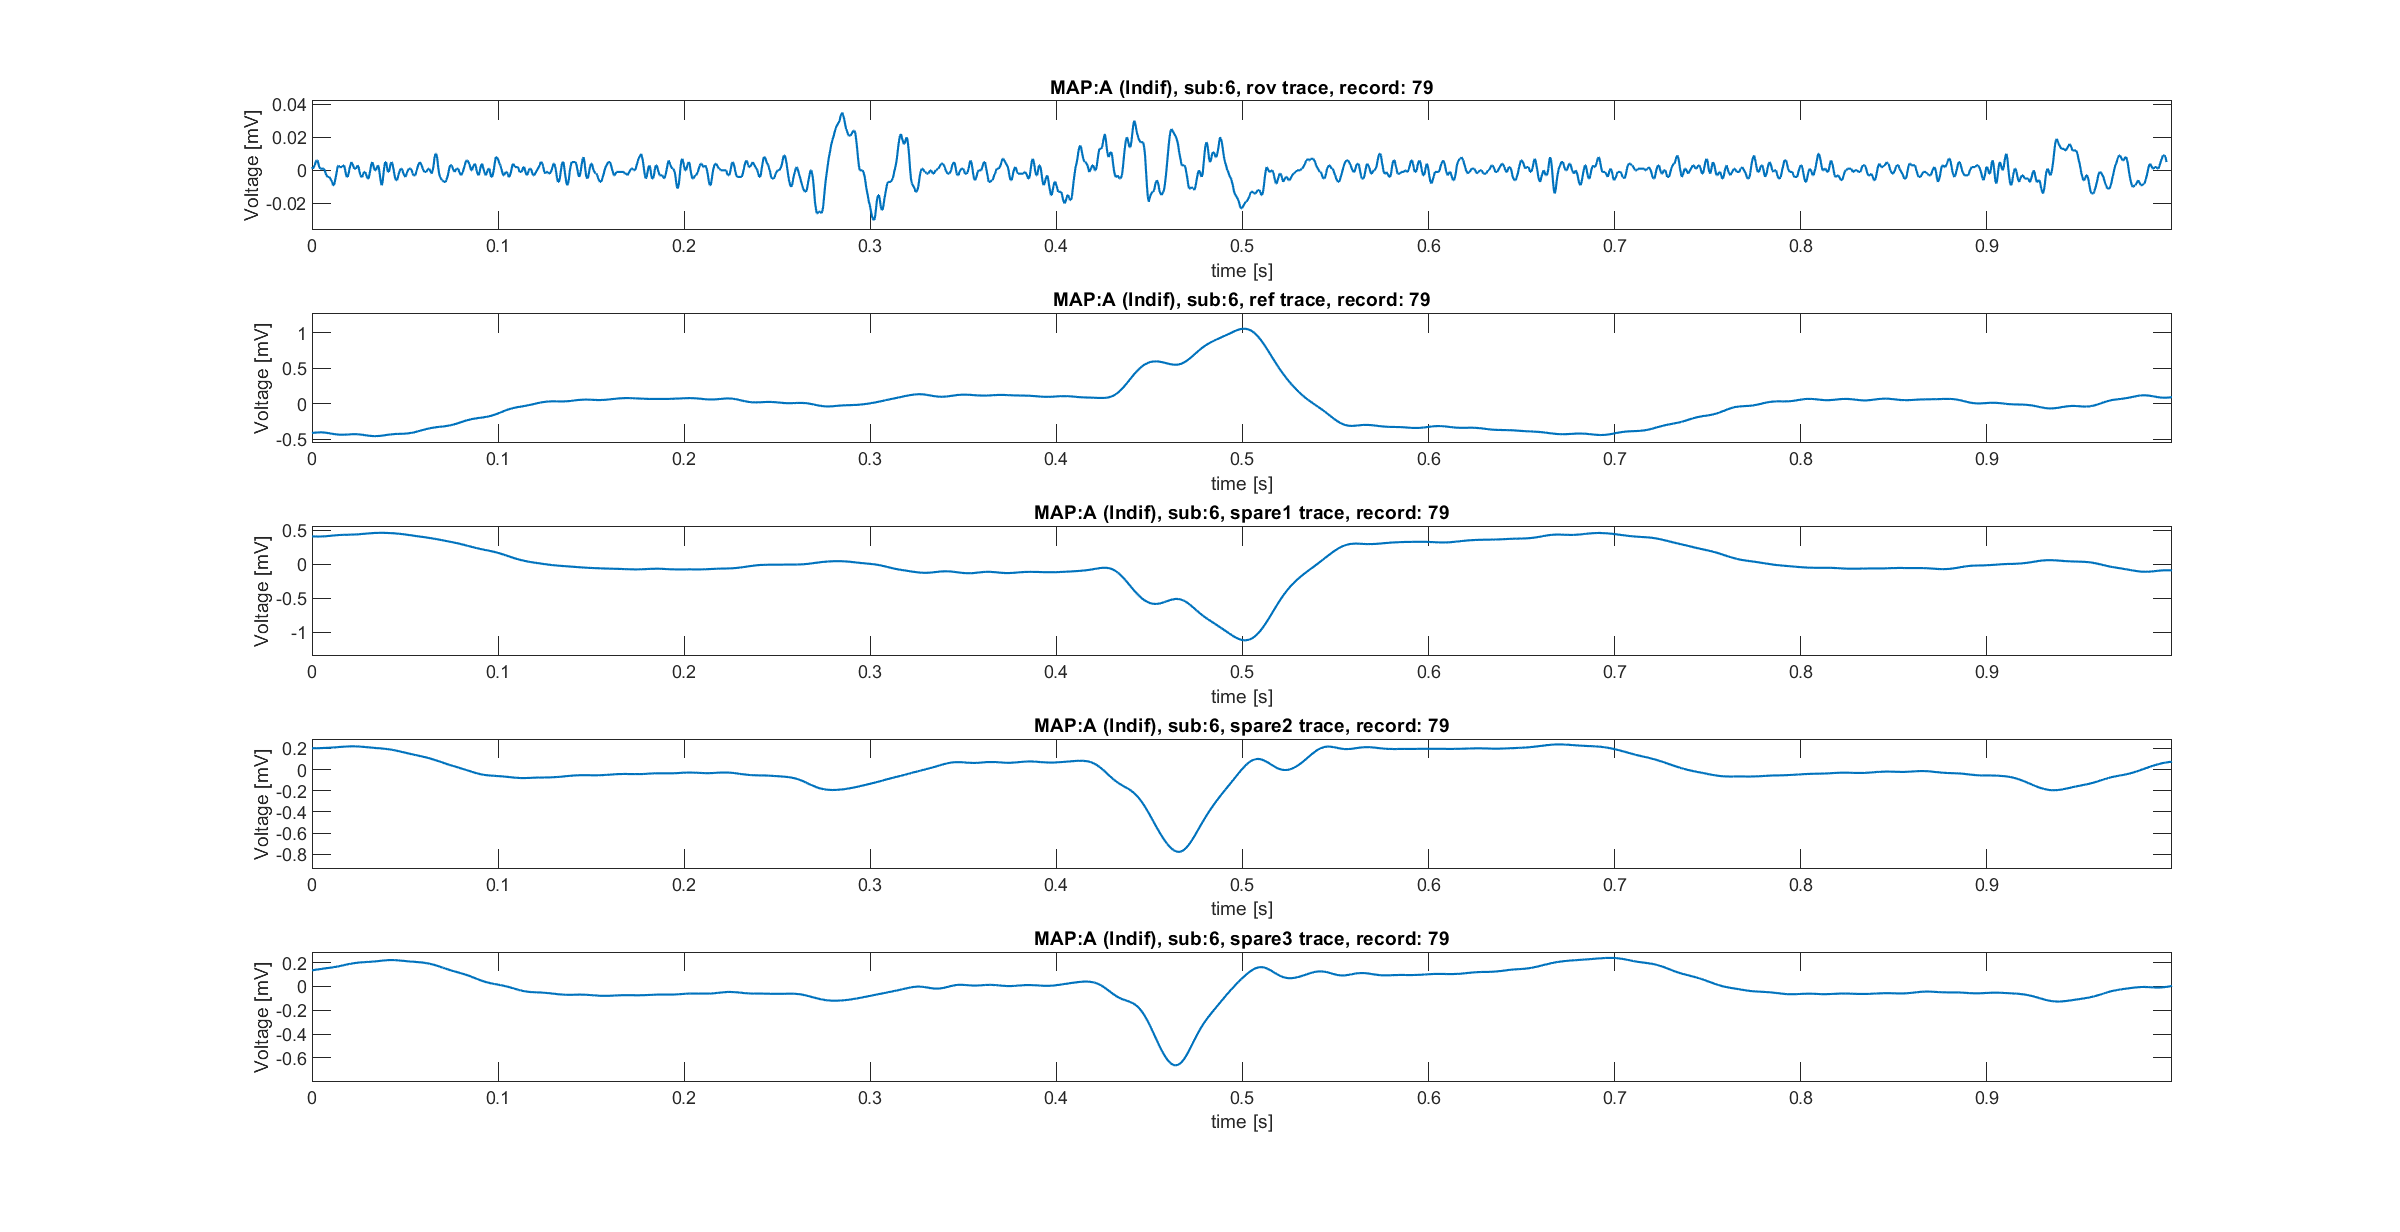 MAP:A (Indif), sub:6, rov trace, record: 79
Voltage [mV]
0.04
0.02
0
-0.02
0 0.1 0.2 0.3 0.4 0.5 0.6 0.7 0.8 0.9
time [s]
MAP:A (Indif), sub:6, ref trace, record: 79
Voltage [mV]
1
0.5
0
-0.5
0 0.1 0.2 0.3 0.4 0.5 0.6 0.7 0.8 0.9
time [s]
MAP:A (Indif), sub:6, spare1 trace, record: 79
Voltage [mV]
0.5
0
-0.5
-1
0 0.1 0.2 0.3 0.4 0.5 0.6 0.7 0.8 0.9
time [s]
MAP:A (Indif), sub:6, spare2 trace, record: 79
Voltage [mV]
0.2
0
-0.2
-0.4
-0.6
-0.8
0 0.1 0.2 0.3 0.4 0.5 0.6 0.7 0.8 0.9
time [s]
MAP:A (Indif), sub:6, spare3 trace, record: 79
Voltage [mV]
0.2
0
-0.2
-0.4
-0.6
0 0.1 0.2 0.3 0.4 0.5 0.6 0.7 0.8 0.9
time [s]